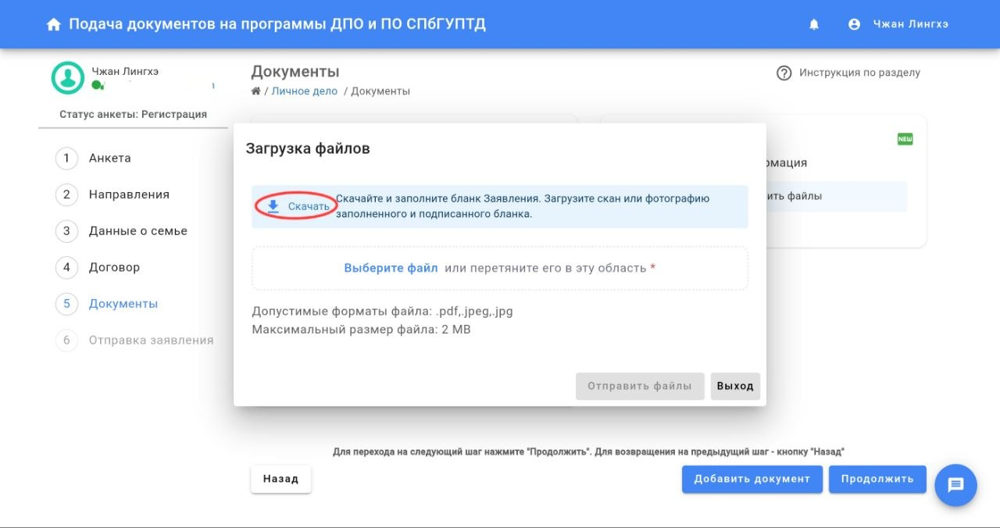 Подача документов на программы ДПО и ПО СПбГУПТД
Чжан Лингхэ
Чжан Лингхэ
Статус анкеты: Регистрация
1 Анкета
2 Направления
3 Данные о семье
4 Договор
5 Документы
6 Отправка заявления
Документы
/ Личное дело / Документы
Инструкция по разделу
NEW
рмация
ить файлы
Загрузка файлов
Скачать
Скачайте и заполните бланк Заявления. Загрузите скан или фотографию
заполненного и подписанного бланка.
Выберите файл или перетяните его в эту область *
Допустимые форматы файла: .pdf,.jpeg,.jpg
Максимальный размер файла: 2 MB
Отправить файлы
Выход
Для перехода на следующий шаг нажмите "Продолжить". Для возвращения на предыдущий шаг - кнопку "Назад"
Назад
Добавить документ
Продолжить